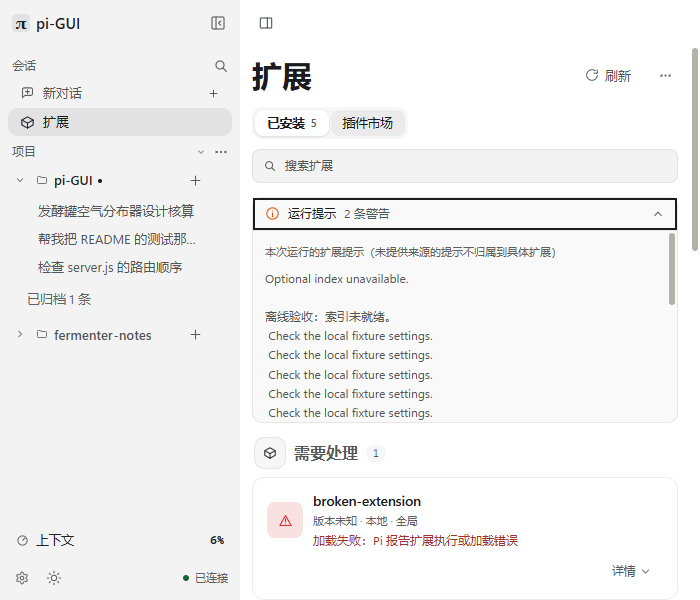 π pi-GUI
会话
新对话
扩展
项目
pi-GUI
发酵罐空气分布器设计核算
帮我把 README 的测试那...
检查 server.js 的路由顺序
已归档 1 条
fermenter-notes
上下文 6%
已连接
扩展
刷新
已安装 5 插件市场
搜索扩展
运行提示 2 条警告
本次运行的扩展提示（未提供来源的提示不归属到具体扩展）
Optional index unavailable.
离线验收：索引未就绪。
Check the local fixture settings.
Check the local fixture settings.
Check the local fixture settings.
Check the local fixture settings.
Check the local fixture settings.
需要处理 1
broken-extension
版本未知 · 本地 · 全局
加载失败：Pi 报告扩展执行或加载错误
详情